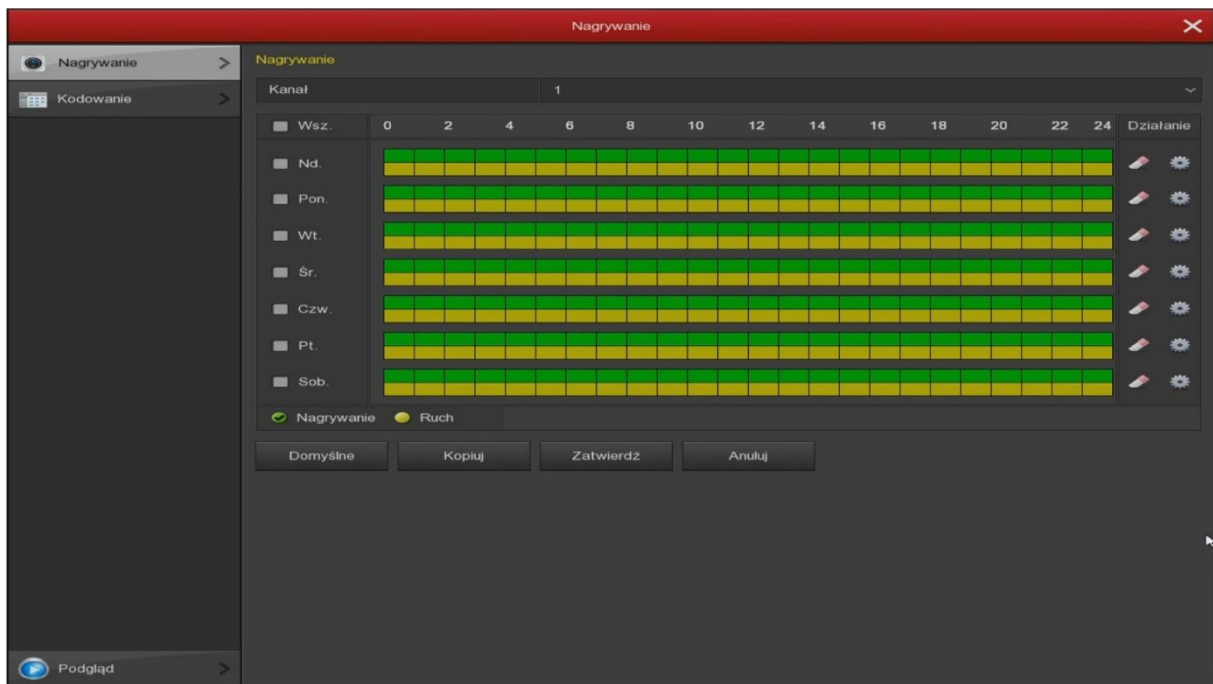 Nagrywanie
Nagrywanie
Kodowanie
Podgląd
Nagrywanie
Kanał 1
Wsz. 0 2 4 6 8 10 12 14 16 18 20 22 24 Działanie
Nd.
Pon.
Wt.
Śr.
Czw.
Pt.
Sob.
Nagrywanie Ruch
Domyślne Kopiuj Zatwierdż Anuluj